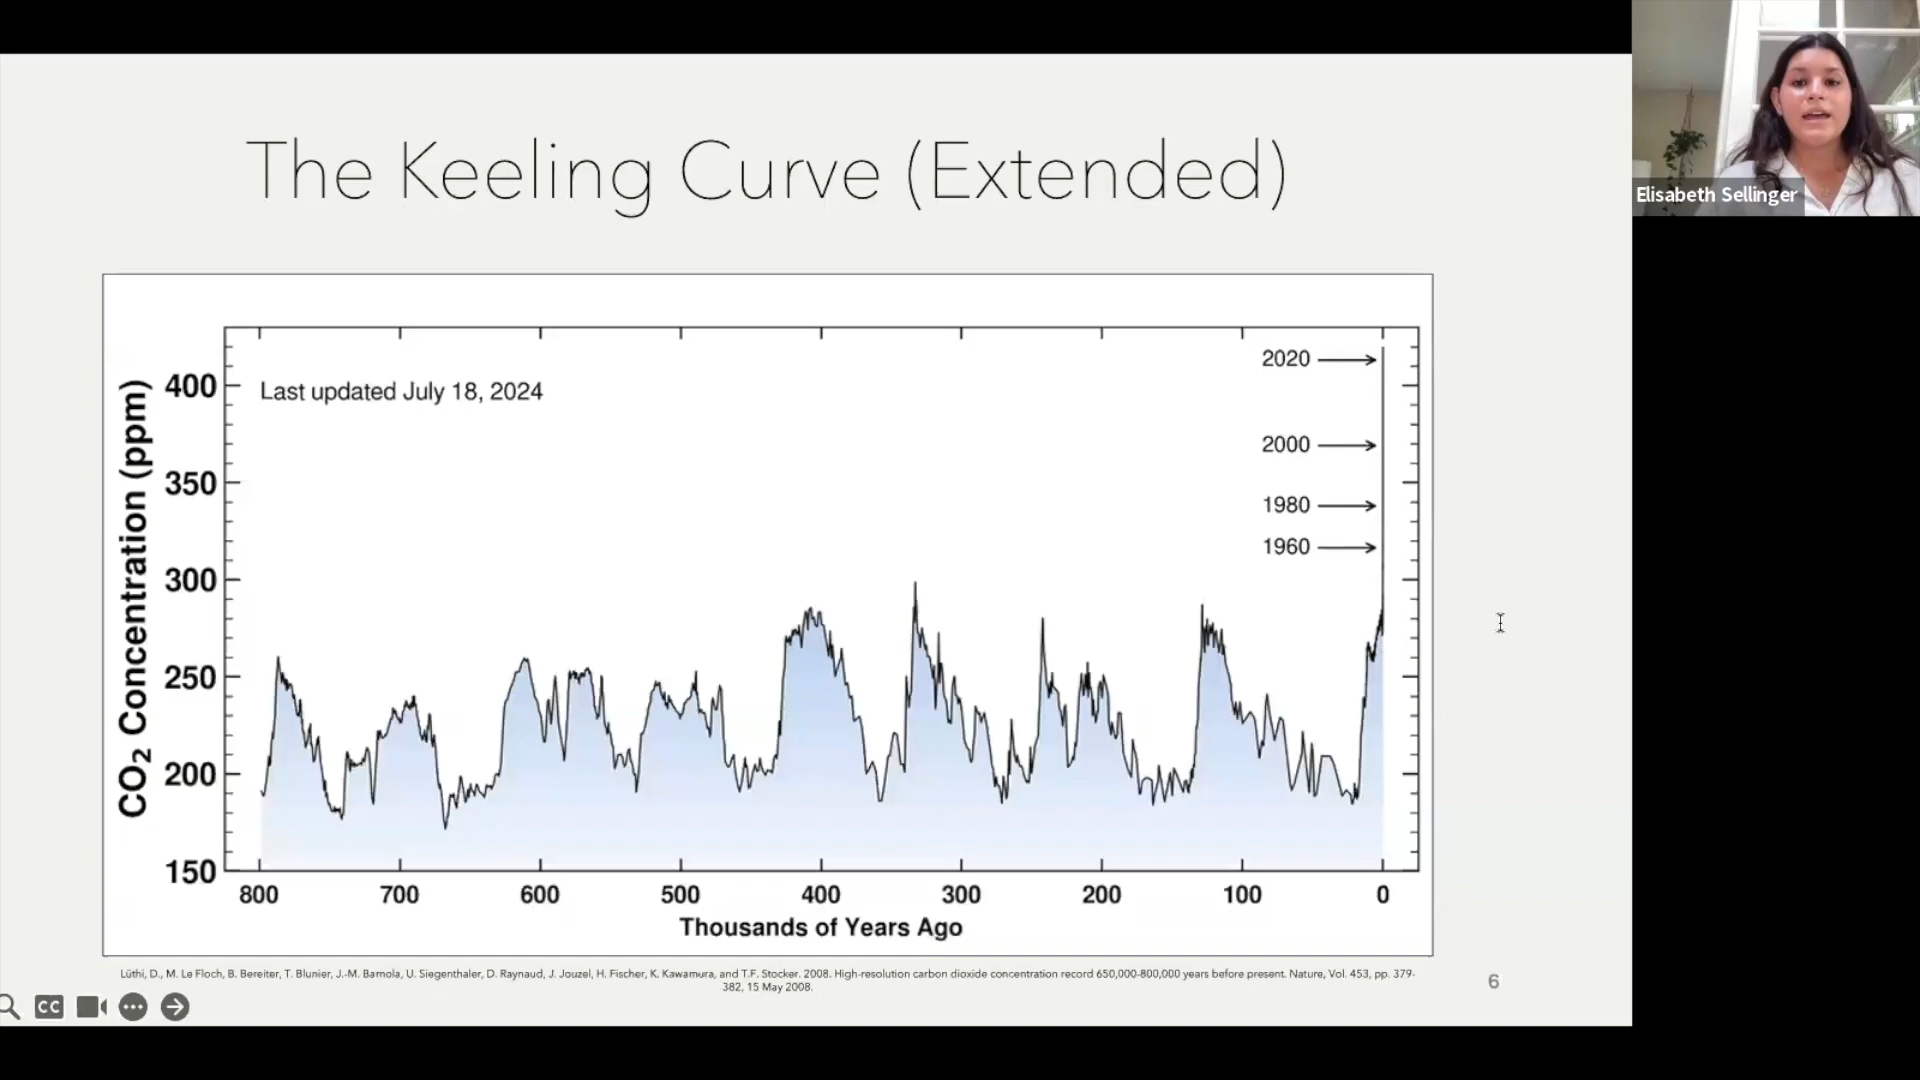 The Keeling Curve (Extended)
Elisabeth Sellinger
Last updated July 18, 2024
2020
2000
1980
1960
CO₂ Concentration (ppm)
400
350
300
250
200
150
800 700 600 500 400 300 200 100 0
Thousands of Years Ago
Lüthi, D., M. Le Floch, B. Bereiter, T. Blunier, J.-M. Barnola, U. Siegenthaler, D. Raynaud, J. Jouzel, H. Fischer, K. Kawamura, and T.F. Stocker. 2008. High-resolution carbon dioxide concentration record 650,000-800,000 years before present. Nature, Vol. 453, pp. 379-
382, 15 May 2008.
6
CC